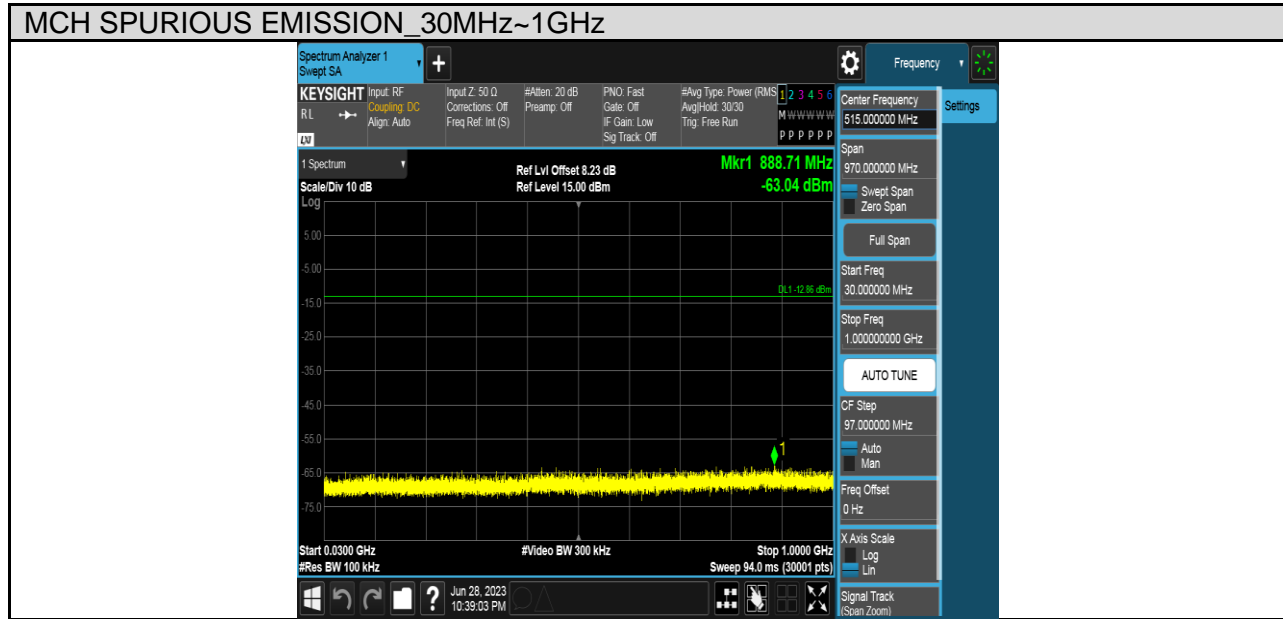 MCH SPURIOUS EMISSION_30MHz~1GHz
Spectrum Analyzer 1
Swept SA
+
Frequency
KEYSIGHT
RL
LXI
Input: RF
Coupling: DC
Align: Auto
Input Z: 50 Ω
Corrections: Off
Freq Ref: Int (S)
#Atten: 20 dB
Preamp: Off
PNO: Fast
Gate: Off
IF Gain: Low
Sig Track: Off
#Avg Type: Power (RMS
Avg|Hold: 30/30
Trig: Free Run
1 2 3 4 5 6
M W W W W W
P P P P P P
1 Spectrum
Scale/Div 10 dB
Log
Ref Lvl Offset 8.23 dB
Ref Level 15.00 dBm
Mkr1 888.71 MHz
-63.04 dBm
5.00
-5.00
DL1 -12.86 dBm
-15.0
-25.0
-35.0
-45.0
-55.0
1
-65.0
-75.0
Start 0.0300 GHz
#Res BW 100 kHz
#Video BW 300 kHz
Stop 1.0000 GHz
Sweep 94.0 ms (30001 pts)
?
Jun 28, 2023
10:39:03 PM
Center Frequency
515.000000 MHz
Settings
Span
970.000000 MHz
Swept Span
Zero Span
Full Span
Start Freq
30.000000 MHz
Stop Freq
1.000000000 GHz
AUTO TUNE
CF Step
97.000000 MHz
Auto
Man
Freq Offset
0 Hz
X Axis Scale
Log
Lin
Signal Track
(Span Zoom)